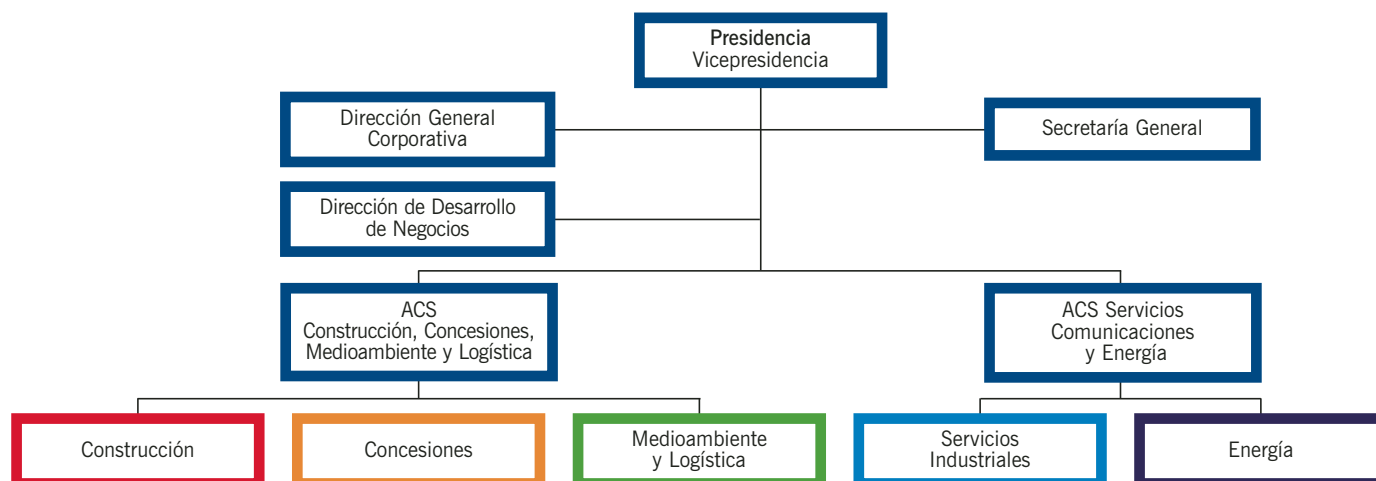 Presidencia
Vicepresidencia
Dirección General
Corporativa
Secretaría General
Dirección de Desarrollo
de Negocios
ACS
Construcción, Concesiones,
Medioambiente y Logística
ACS Servicios
Comunicaciones
y Energía
Construcción
Concesiones
Medioambiente
y Logística
Servicios
Industriales
Energía